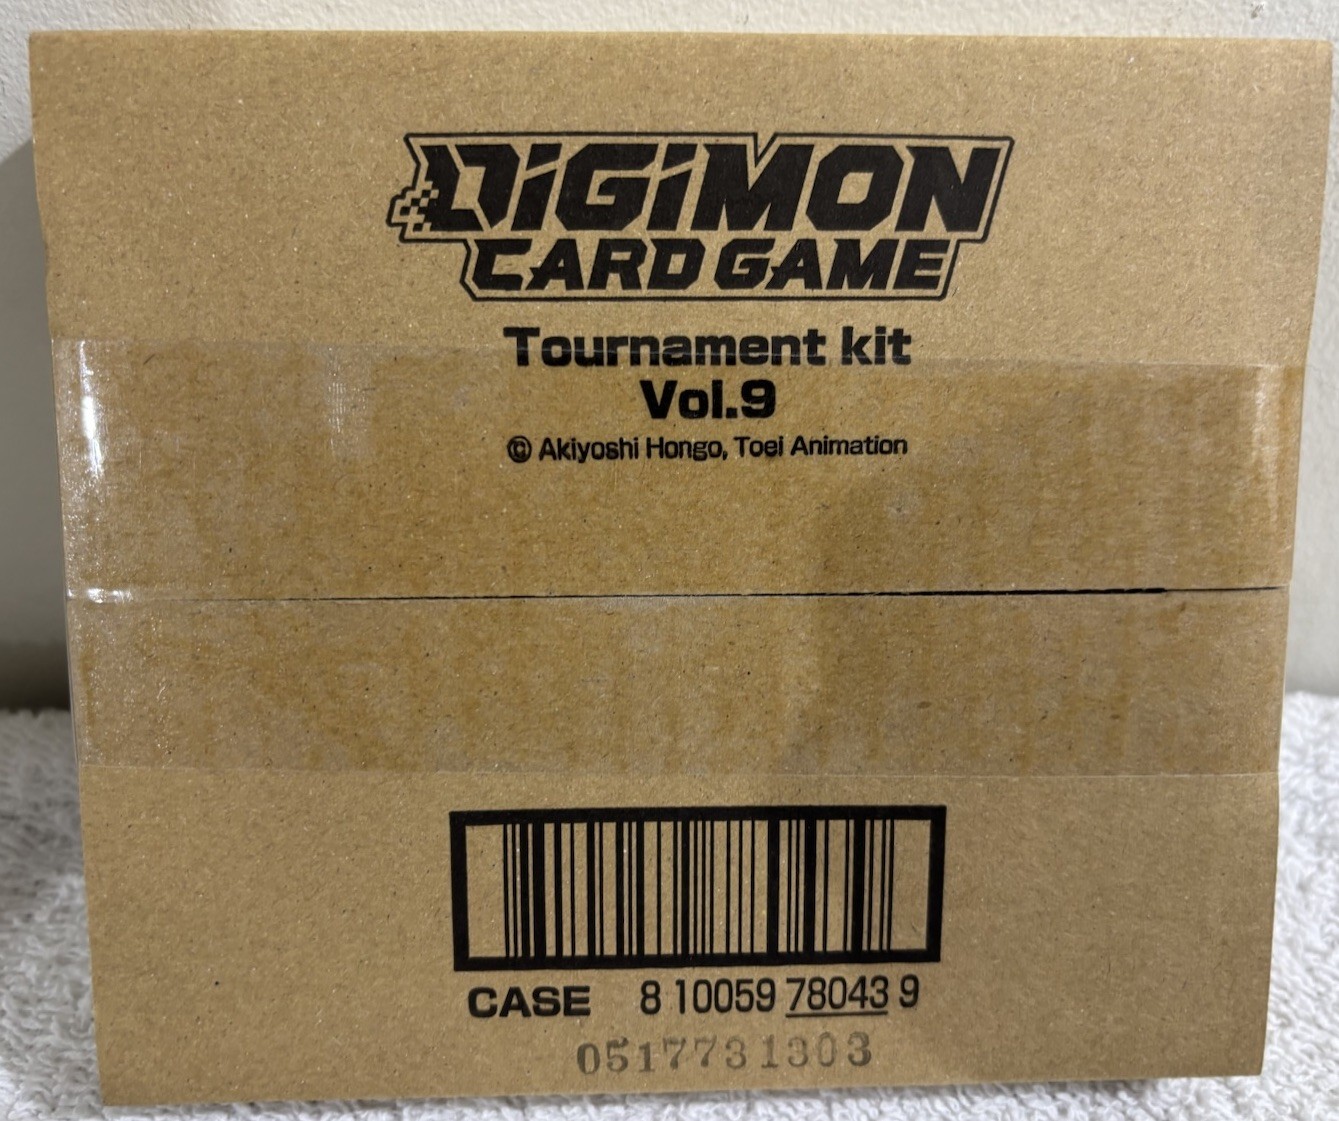 DIGIMON
CARD GAME
Tournament kit
Vol.9
© Akiyoshi Hongo, Toei Animation
CASE 8 10059 78043 9
0517731303